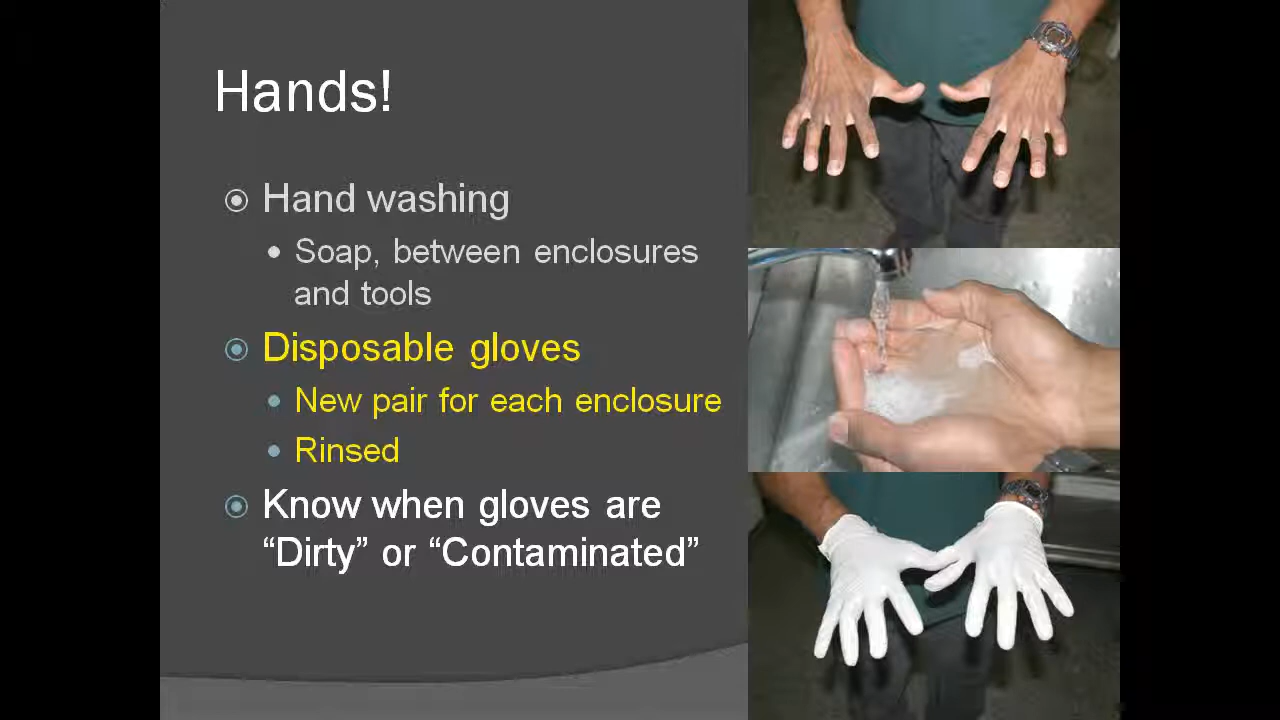 Hands!
Hand washing
Soap, between enclosures
and tools
Disposable gloves
New pair for each enclosure
Rinsed
Know when gloves are
“Dirty” or “Contaminated”